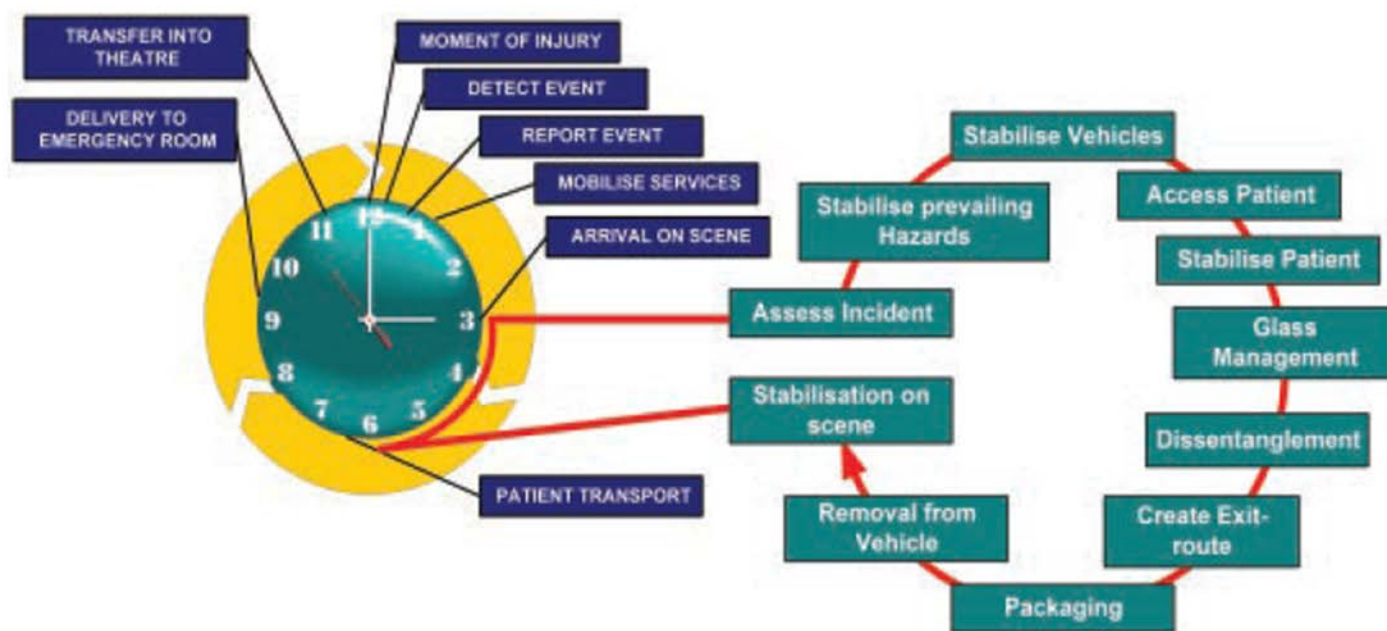 TRANSFER INTO
THEATRE
DELIVERY TO
EMERGENCY ROOM
MOMENT OF INJURY
DETECT EVENT
REPORT EVENT
MOBILISE SERVICES
ARRIVAL ON SCENE
PATIENT TRANSPORT
12
1
2
3
4
5
6
7
8
9
10
11
Assess Incident
Stabilise prevailing
Hazards
Stabilise Vehicles
Access Patient
Stabilise Patient
Glass
Management
Dissentanglement
Create Exit-
route
Packaging
Removal from
Vehicle
Stabilisation on
scene